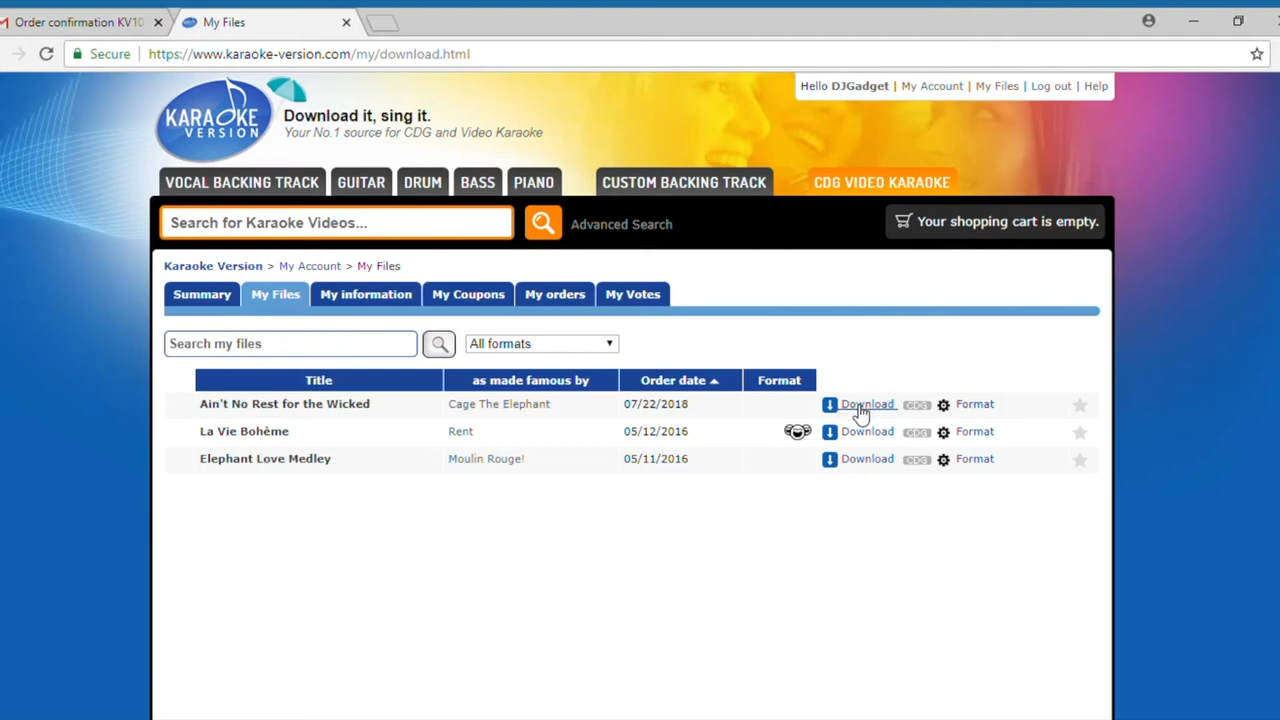 Order confirmation KV10
My Files
Secure https://www.karaoke-version.com/my/download.html
Hello DJGadget My Account My Files Log out Help
KARAOKE VERSION
Download it, sing it.
Your No.1 source for CDG and Video Karaoke
VOCAL BACKING TRACK GUITAR DRUM BASS PIANO CUSTOM BACKING TRACK CDG VIDEO KARAOKE
Search for Karaoke Videos... Advanced Search Your shopping cart is empty.
Karaoke Version > My Account > My Files
Summary My Files My information My Coupons My orders My Votes
Search my files All formats
Title as made famous by Order date Format
Ain't No Rest for the Wicked Cage The Elephant 07/22/2018 Download CDG Format
La Vie Bohème Rent 05/12/2016 Download CDG Format
Elephant Love Medley Moulin Rouge! 05/11/2016 Download CDG Format